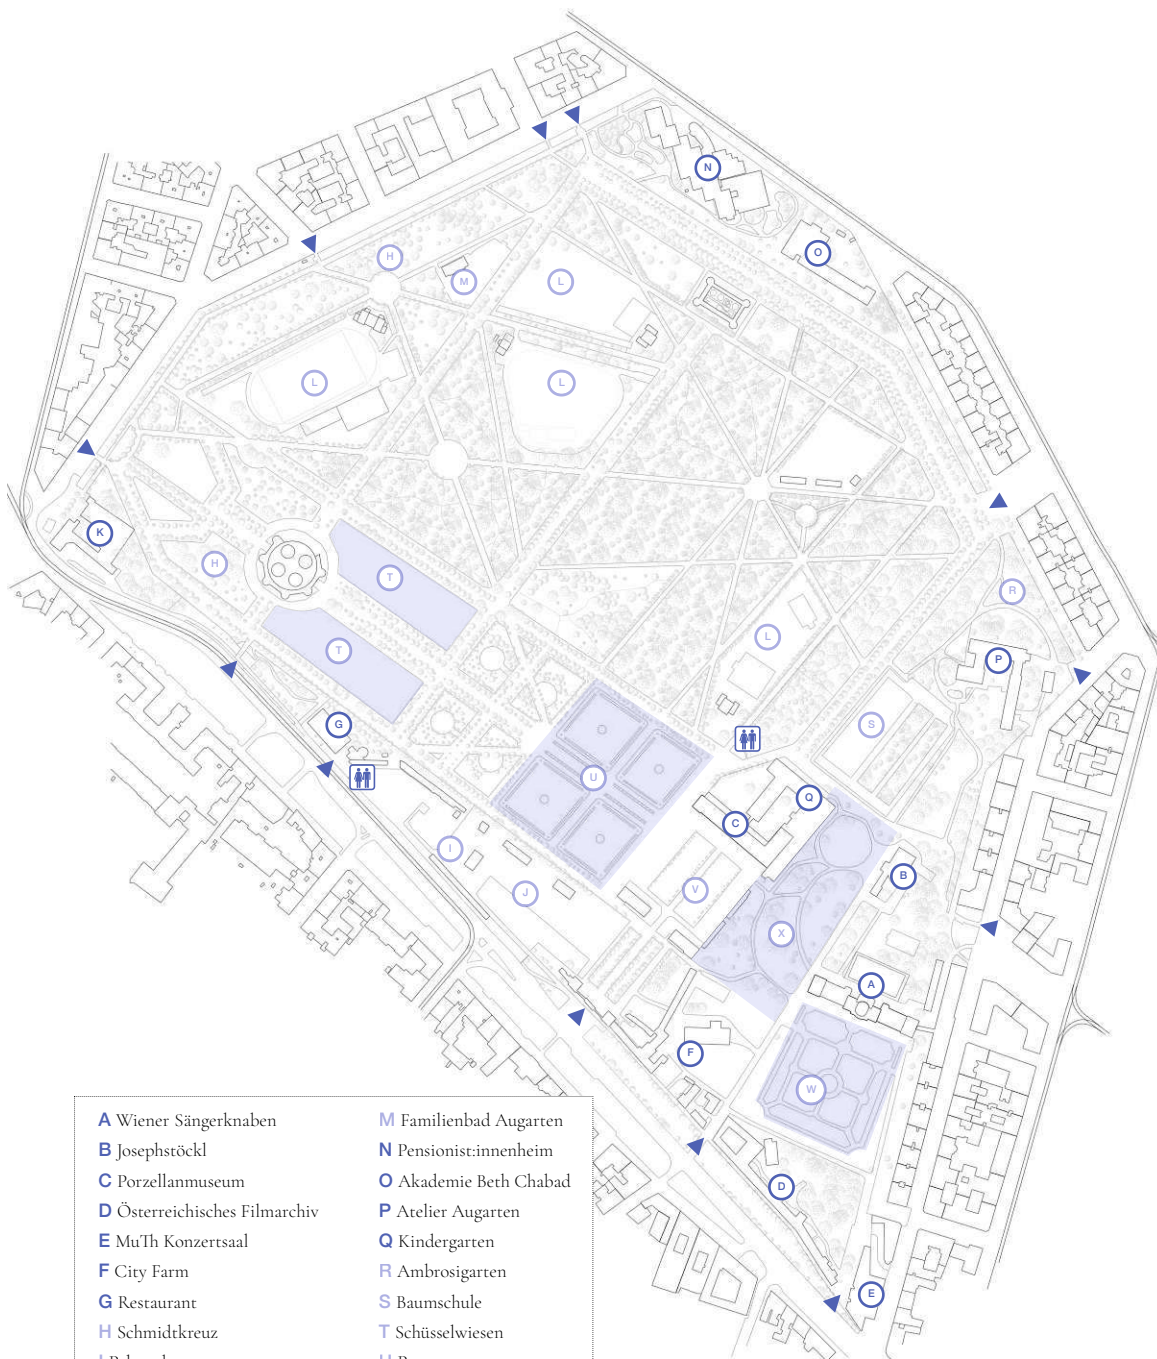 N
O
H
M
L
L
L
K
H
T
R
L
T
P
G
S
U
Q
C
I
B
J
V
X
A
F
W
D
E
A Wiener Sängerknaben
B Josephstöckl
C Porzellanmuseum
D Österreichisches Filmarchiv
E MuTh Konzertsaal
F City Farm
G Restaurant
H Schmidtkreuz
M Familienbad Augarten
N Pensionist:innenheim
O Akademie Beth Chabad
P Atelier Augarten
Q Kindergarten
R Ambrosigarten
S Baumschule
T Schüsselwiesen